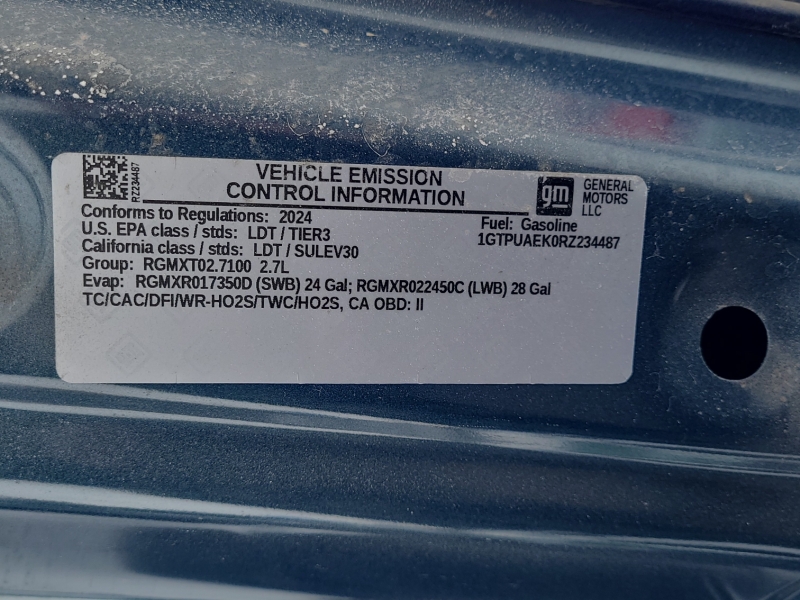 RZ234487
VEHICLE EMISSION
CONTROL INFORMATION
gm
GENERAL
MOTORS
LLC
Conforms to Regulations: 2024
Fuel: Gasoline
U.S. EPA class / stds: LDT / TIER3
1GTPUAEK0RZ234487
California class / stds: LDT / SULEV30
Group: RGMXT02.7100 2.7L
Evap: RGMXR017350D (SWB) 24 Gal; RGMXR022450C (LWB) 28 Gal
TC/CAC/DFI/WR-HO2S/TWC/HO2S, CA OBD: II